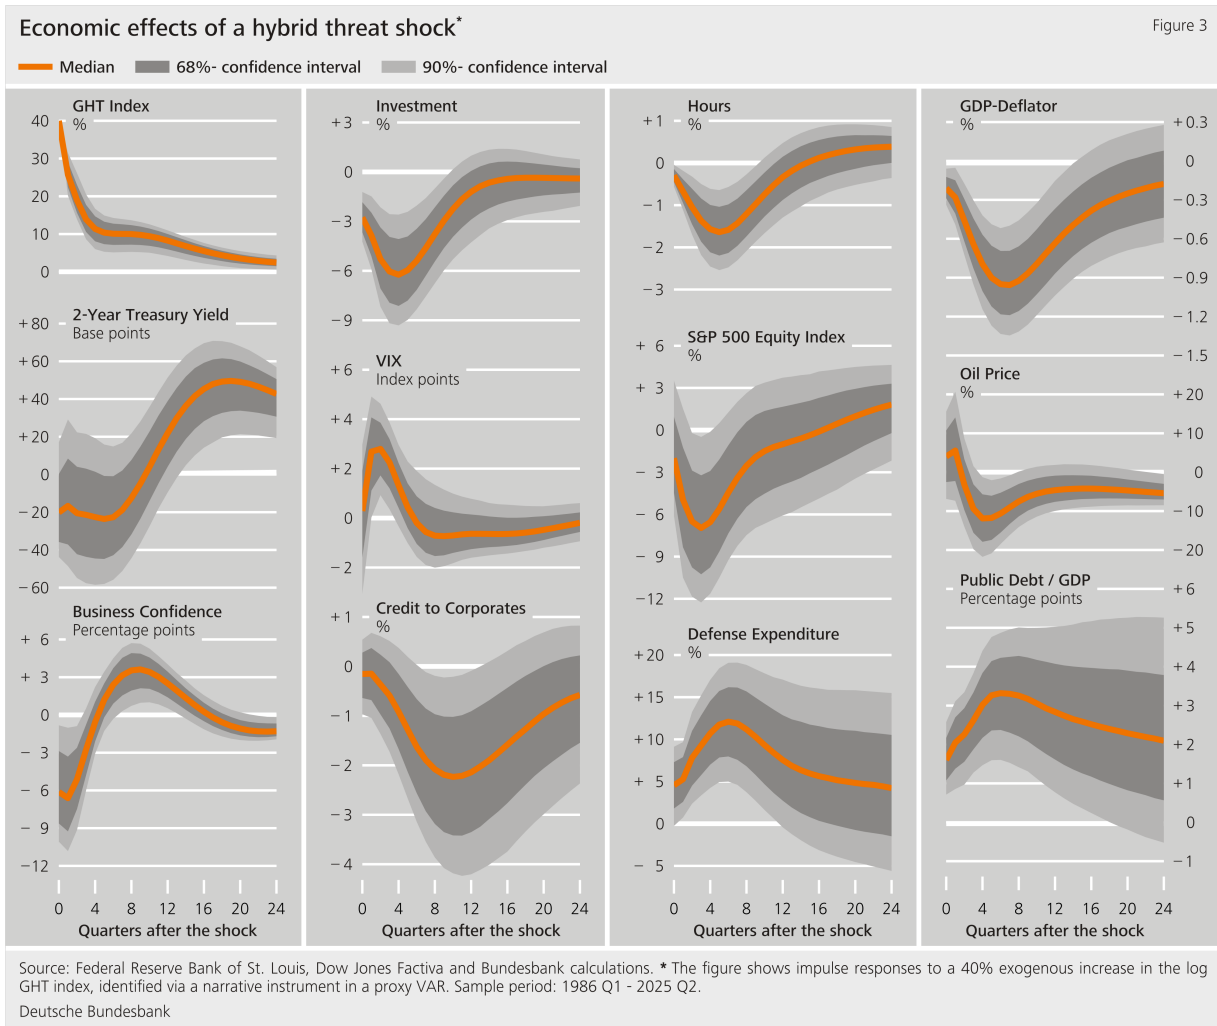 Economic effects of a hybrid threat shock*
Figure 3
Median 68%- confidence interval 90%- confidence interval
GHT Index
%
40
30
20
10
0
2-Year Treasury Yield
Base points
+ 80
+ 60
+ 40
+ 20
0
− 20
− 40
− 60
Business Confidence
Percentage points
+ 6
+ 3
0
− 3
− 6
− 9
− 12
0 4 8 12 16 20 24
Quarters after the shock
Investment
%
+ 3
0
− 3
− 6
− 9
VIX
Index points
+ 6
+ 4
+ 2
0
− 2
Credit to Corporates
%
+ 1
0
− 1
− 2
− 3
− 4
0 4 8 12 16 20 24
Quarters after the shock
Hours
%
+ 1
0
− 1
− 2
− 3
S&P 500 Equity Index
%
+ 6
+ 3
0
− 3
− 6
− 9
− 12
Defense Expenditure
%
+ 20
+ 15
+ 10
+ 5
0
− 5
0 4 8 12 16 20 24
Quarters after the shock
GDP-Deflator
%
+ 0.3
0
− 0.3
− 0.6
− 0.9
− 1.2
− 1.5
Oil Price
%
+ 20
+ 10
0
− 10
− 20
Public Debt / GDP
Percentage points
+ 6
+ 5
+ 4
+ 3
+ 2
+ 1
0
− 1
0 4 8 12 16 20 24
Quarters after the shock
Source: Federal Reserve Bank of St. Louis, Dow Jones Factiva and Bundesbank calculations. * The figure shows impulse responses to a 40% exogenous increase in the log
GHT index, identified via a narrative instrument in a proxy VAR. Sample period: 1986 Q1 - 2025 Q2.
Deutsche Bundesbank